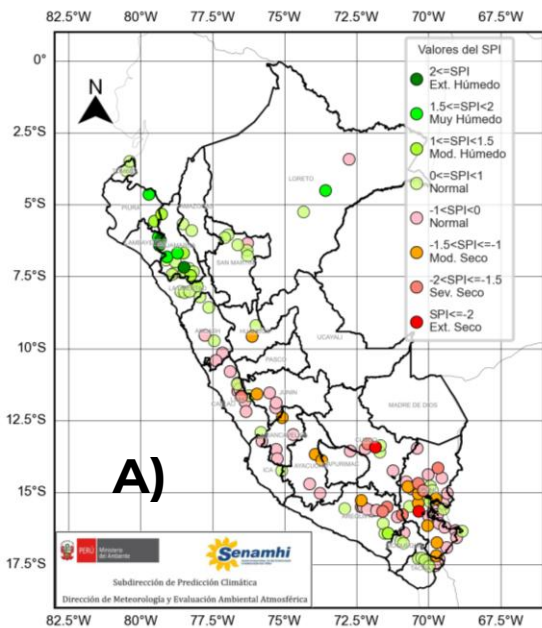 82.5°W 80°W 77.5°W 75°W 72.5°W 70°W 67.5°W
0°
2.5°S
5°S
7.5°S
10°S
12.5°S
15°S
17.5°S
N
Valores del SPI
2<=SPI
Ext. Húmedo
1.5<=SPI<2
Muy Húmedo
1<=SPI<1.5
Mod. Húmedo
0<=SPI<1
Normal
-1<SPI<0
Normal
-1.5<SPI<=-1
Mod. Seco
-2<SPI<=-1.5
Sev. Seco
SPI<=-2
Ext. Seco
LORETO
PIURA
SAN MARTIN
UCAYALI
PASCO
JUNIN
MADRE DE DIOS
ICA
A)
PERÚ
Ministerio
del Ambiente
Senamhi
Subdirección de Predicción Climática
Dirección de Meteorología y Evaluación Ambiental Atmosférica
82.5°W 80°W 77.5°W 75°W 72.5°W 70°W 67.5°W